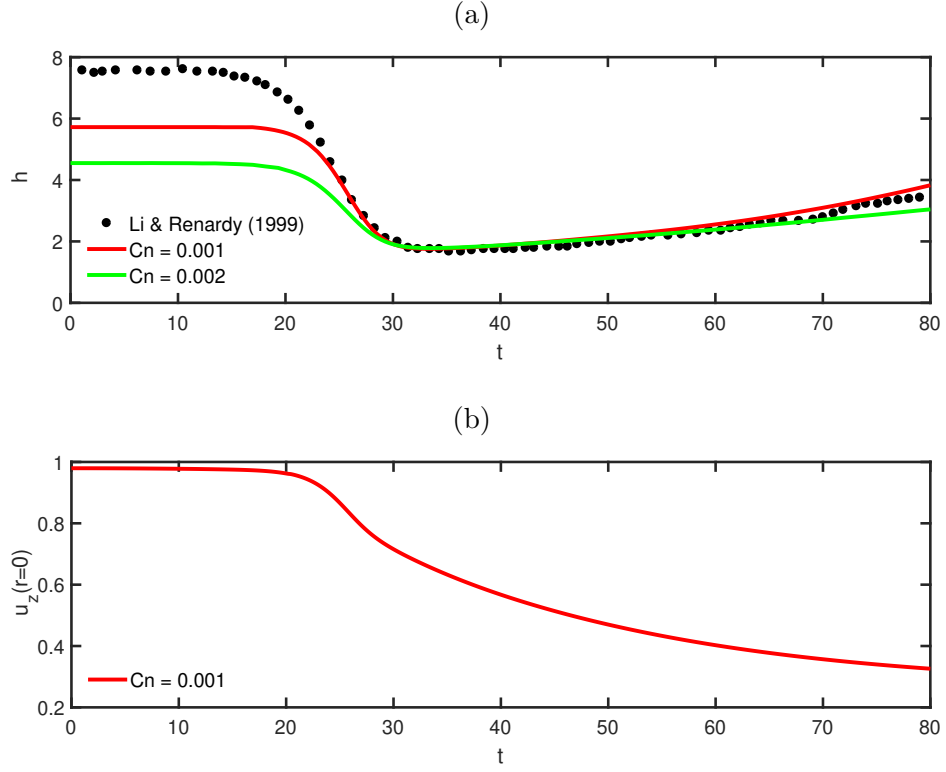 (a)
8
6
4
2
0
h
Li & Renardy (1999)
Cn = 0.001
Cn = 0.002
0 10 20 30 40 50 60 70 80
t
(b)
1
0.8
0.6
0.4
0.2
u_z(r=0)
Cn = 0.001
0 10 20 30 40 50 60 70 80
t